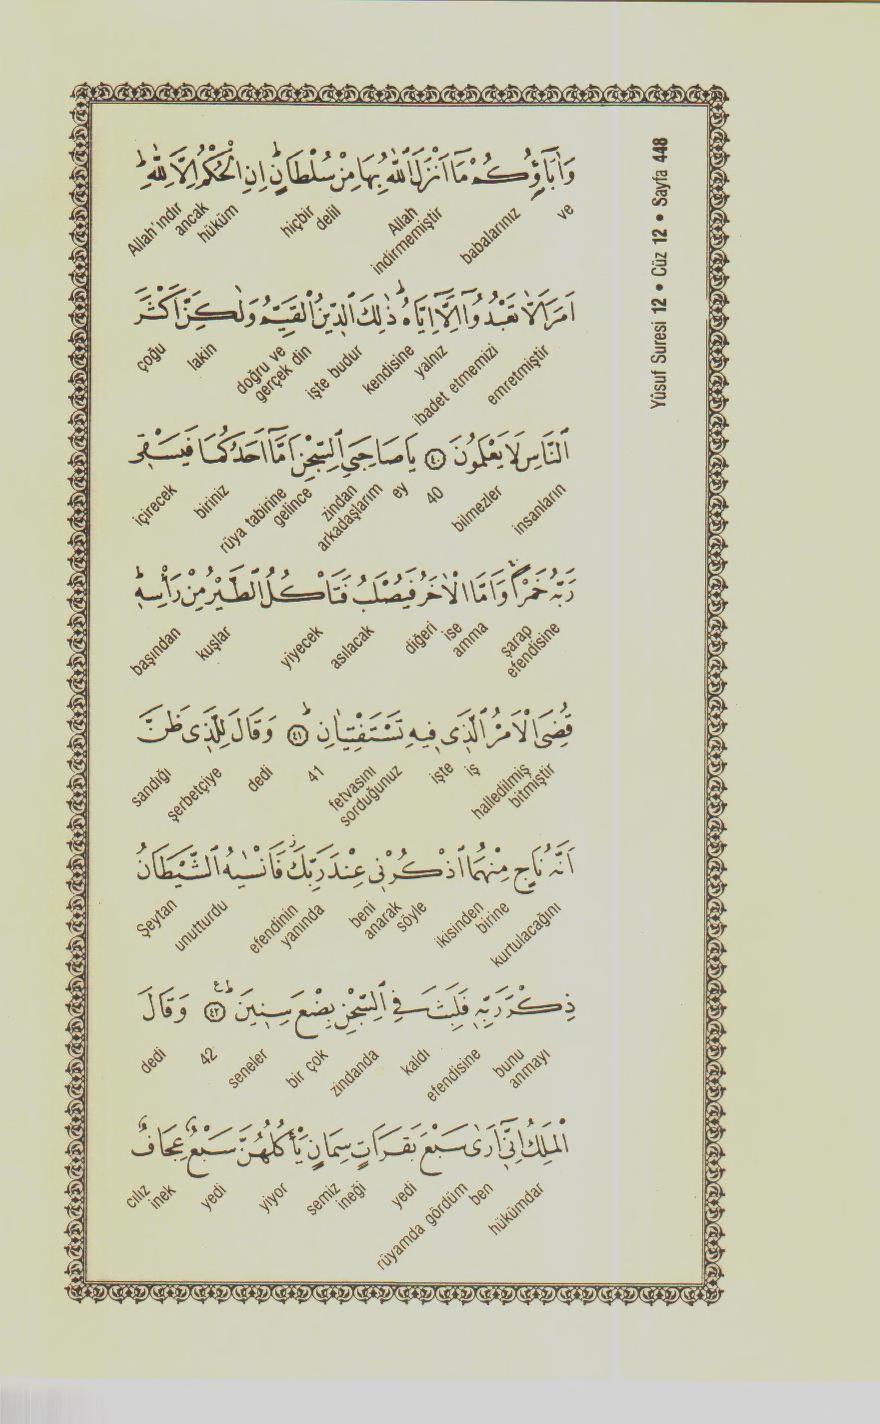 Yûsuf Suresi 12 • Cüz 12 • Sayfa 448
وَاٰبَٓاؤُ۬كُمْ مَٓا اَنْزَلَ اللّٰهُ بِهَا مِنْ سُلْطَانٍۜ اِنِ الْحُكْمُ اِلَّا لِلّٰهِۜ
ve babalarınız Allah indirmemiştir hiçbir delil hüküm ancak Allah'ındır
اَمَرَ اَلَّا تَعْبُدُٓوا اِلَّٓا اِيَّاهُۜ ذٰلِكَ الدّ۪ينُ الْقَيِّمُ وَلٰكِنَّ اَكْثَرَ
emretmiştir ibadet etmemizi yalnız kendisine işte budur doğru ve gerçek din lakin çoğu
النَّاسِ لَا يَعْلَمُونَ ﴿٤٠﴾ يَا صَاحِبَيِ السِّجْنِ اَمَّٓا اَحَدُكُمَا فَيَسْق۪ي
insanların bilmezler 40 ey zindan arkadaşlarım rüya tabirine gelince biriniz içirecek
رَبَّهُ خَمْرًاۚ وَاَمَّا الْاٰخَرُ فَيُصْلَبُ فَتَاْكُلُ الطَّيْرُ مِنْ رَأْسِه۪ۜ
şarap efendisine amma ise diğeri asılacak yiyecek kuşlar başından
قُضِيَ الْاَمْرُ الَّذ۪ي ف۪يهِ تَسْتَفْتِيَانِۜ ﴿٤١﴾ وَقَالَ لِلَّذ۪ي ظَنَّ
halledilmiş bitmiştir iş işte fetvasını sorduğunuz 41 dedi şerbetçiye sandığı
اَنَّهُ نَاجٍ مِنْهُمَا اذْكُرْن۪ي عِنْدَ رَبِّكَۘ فَاَنْسٰيهُ الشَّيْطَانُ
kurtulacağını ikisinden birine beni anarak söyle efendinin yanında unutturdu Şeytan
ذِكْرَ رَبِّه۪ فَلَبِثَ فِي السِّجْنِ بِضْعَ سِن۪ينَۜ ﴿٤٢﴾ وَقَالَ
bunu anmayı efendisine kaldı zindanda bir çok seneler 42 dedi
الْمَلِكُ اِنّ۪ٓي اَرٰى سَبْعَ بَقَرَاتٍ سِمَانٍ يَأْكُلُهُنَّ سَبْعٌ عِجَافٌ
hükümdar ben rüyamda gördüm yedi semiz ineği yiyor yedi cılız inek